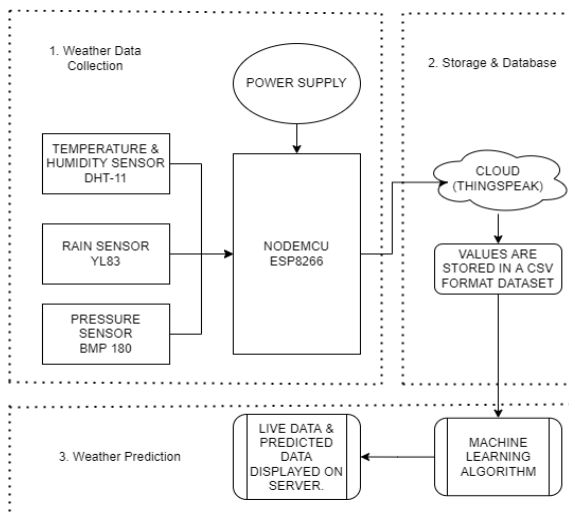 1. Weather Data
Collection
POWER SUPPLY
TEMPERATURE &
HUMIDITY SENSOR
DHT-11
RAIN SENSOR
YL83
PRESSURE
SENSOR
BMP 180
NODEMCU
ESP8266
2. Storage & Database
CLOUD
(THINGSPEAK)
VALUES ARE
STORED IN A CSV
FORMAT DATASET
3. Weather Prediction
LIVE DATA &
PREDICTED
DATA
DISPLAYED ON
SERVER.
MACHINE
LEARNING
ALGORITHM